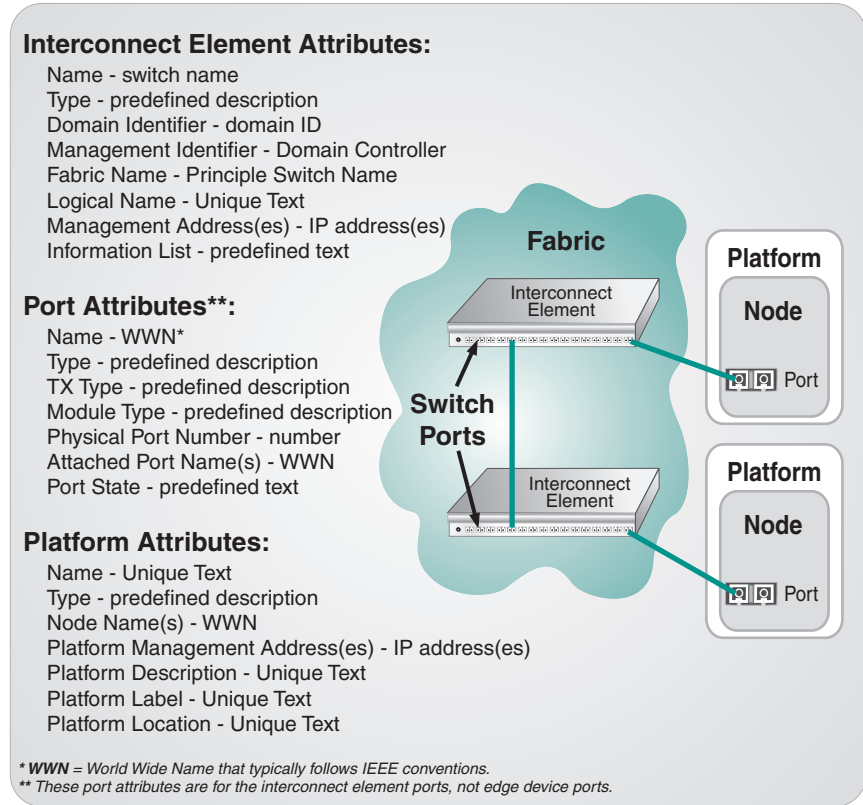 Interconnect Element Attributes:
Name - switch name
Type - predefined description
Domain Identifier - domain ID
Management Identifier - Domain Controller
Fabric Name - Principle Switch Name
Logical Name - Unique Text
Management Address(es) - IP address(es)
Information List - predefined text
Port Attributes**:
Name - WWN*
Type - predefined description
TX Type - predefined description
Module Type - predefined description
Physical Port Number - number
Attached Port Name(s) - WWN
Port State - predefined text
Platform Attributes:
Name - Unique Text
Type - predefined description
Node Name(s) - WWN
Platform Management Address(es) - IP address(es)
Platform Description - Unique Text
Platform Label - Unique Text
Platform Location - Unique Text
Fabric
Interconnect
Element
Switch
Ports
Interconnect
Element
Platform
Node
Port
Platform
Node
Port
* WWN = World Wide Name that typically follows IEEE conventions.
** These port attributes are for the interconnect element ports, not edge device ports.